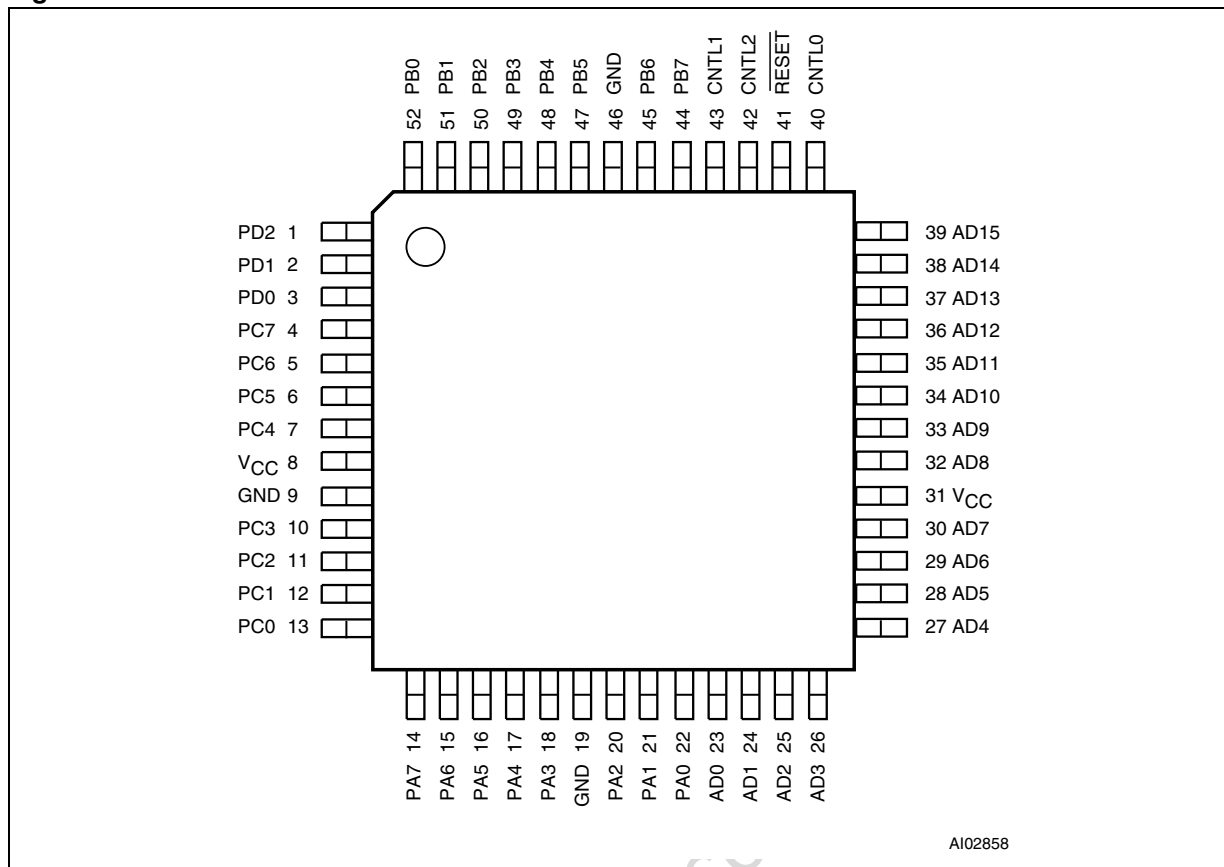 52 PB0
51 PB1
50 PB2
49 PB3
48 PB4
47 PB5
46 GND
45 PB6
44 PB7
43 CNTL1
42 CNTL2
41 RESET
40 CNTL0
PD2 1
PD1 2
PD0 3
PC7 4
PC6 5
PC5 6
PC4 7
VCC 8
GND 9
PC3 10
PC2 11
PC1 12
PC0 13
39 AD15
38 AD14
37 AD13
36 AD12
35 AD11
34 AD10
33 AD9
32 AD8
31 VCC
30 AD7
29 AD6
28 AD5
27 AD4
PA7 14
PA6 15
PA5 16
PA4 17
PA3 18
GND 19
PA2 20
PA1 21
PA0 22
AD0 23
AD1 24
AD2 25
AD3 26
AI02858